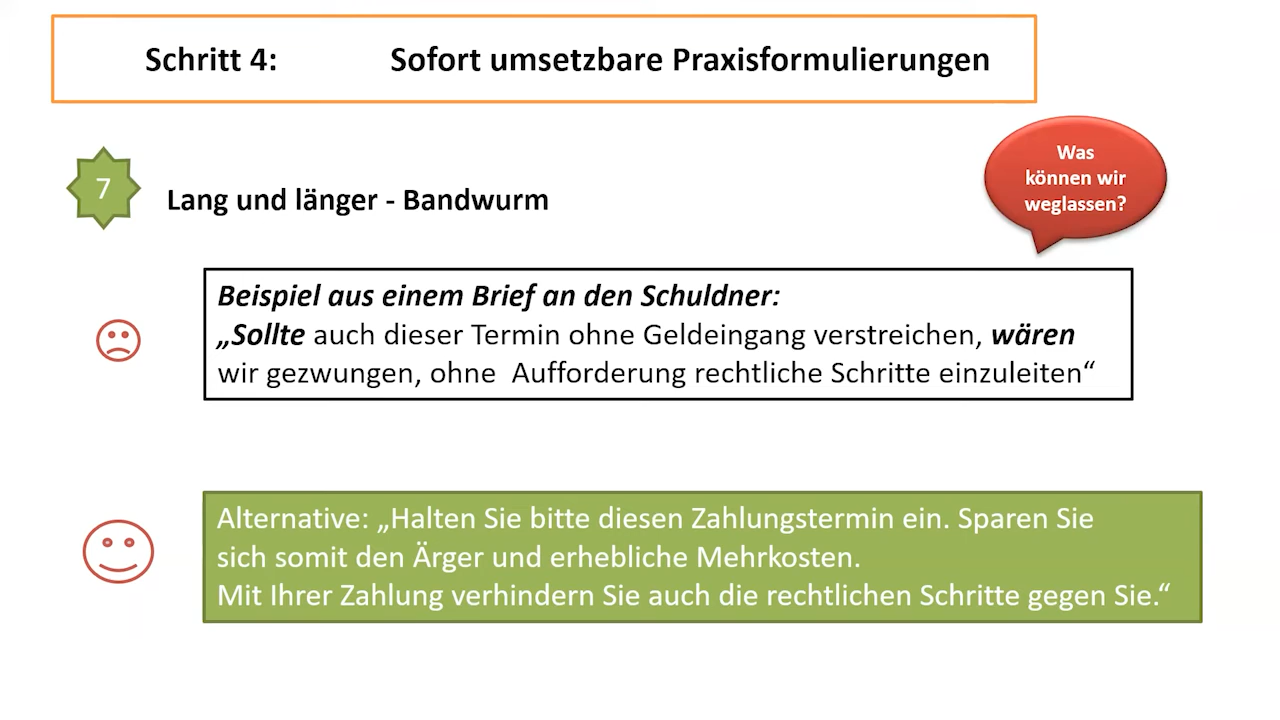 Schritt 4: Sofort umsetzbare Praxisformulierungen
Was
können wir
weglassen?
7
Lang und länger - Bandwurm
Beispiel aus einem Brief an den Schuldner:
„Sollte auch dieser Termin ohne Geldeingang verstreichen, wären
wir gezwungen, ohne Aufforderung rechtliche Schritte einzuleiten“
Alternative: „Halten Sie bitte diesen Zahlungstermin ein. Sparen Sie
sich somit den Ärger und erhebliche Mehrkosten.
Mit Ihrer Zahlung verhindern Sie auch die rechtlichen Schritte gegen Sie.“